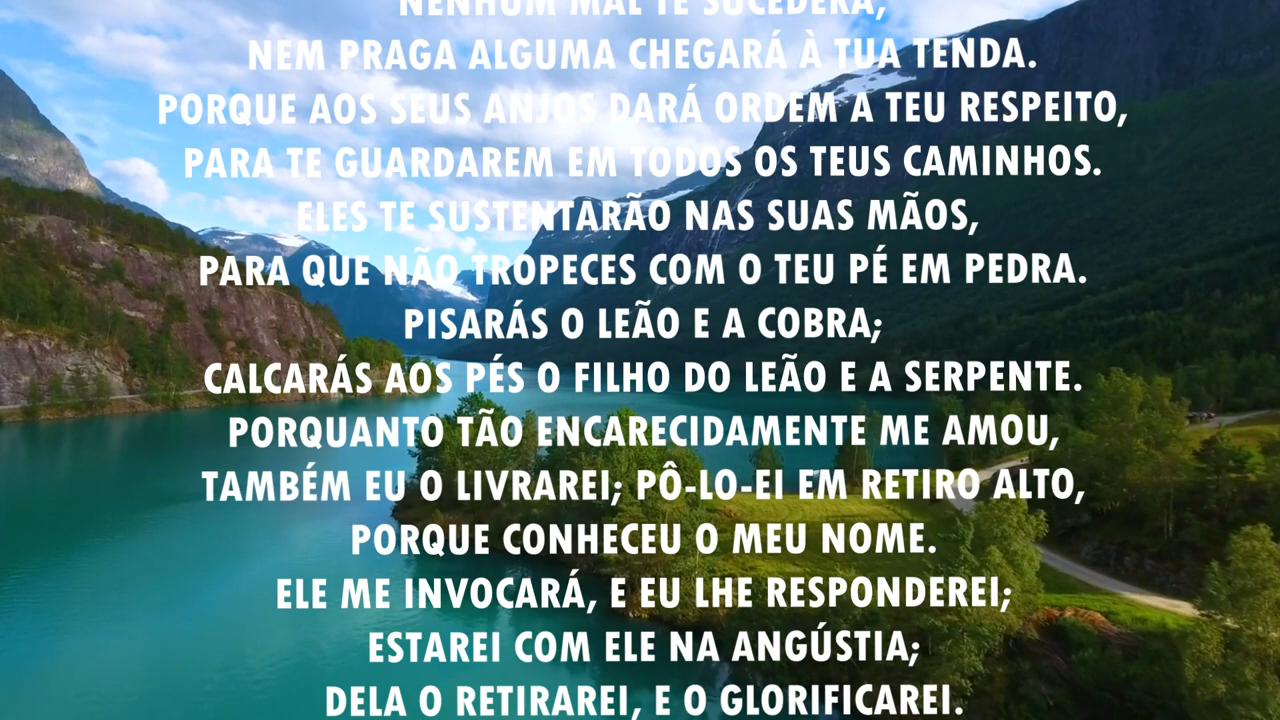 NENHUM MAL TE SUCEDERÁ,
NEM PRAGA ALGUMA CHEGARÁ À TUA TENDA.
PORQUE AOS SEUS ANJOS DARÁ ORDEM A TEU RESPEITO,
PARA TE GUARDAREM EM TODOS OS TEUS CAMINHOS.
ELES TE SUSTENTARÃO NAS SUAS MÃOS,
PARA QUE NÃO TROPECES COM O TEU PÉ EM PEDRA.
PISARÁS O LEÃO E A COBRA;
CALCARÁS AOS PÉS O FILHO DO LEÃO E A SERPENTE.
PORQUANTO TÃO ENCARECIDAMENTE ME AMOU,
TAMBÉM EU O LIVRAREI; PÔ-LO-EI EM RETIRO ALTO,
PORQUE CONHECEU O MEU NOME.
ELE ME INVOCARÁ, E EU LHE RESPONDEREI;
ESTAREI COM ELE NA ANGÚSTIA;
DELA O RETIRAREI, E O GLORIFICAREI.